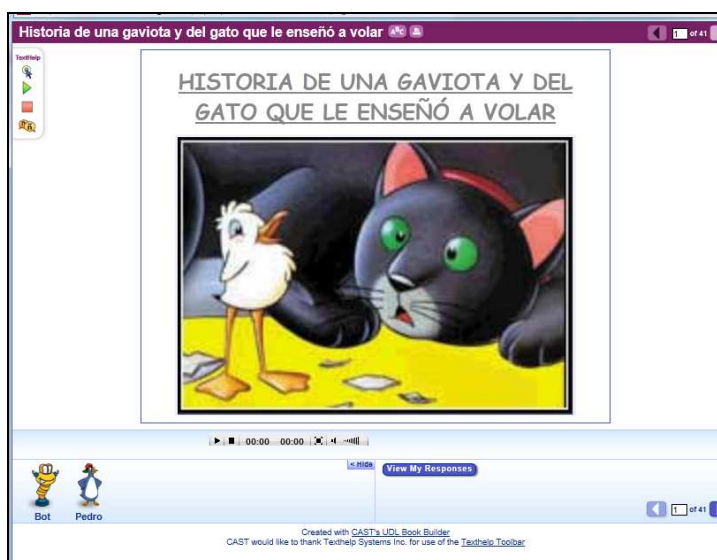 Historia de una gaviota y del gato que le enseñó a volar
1 of 41
TextHelp
HISTORIA DE UNA GAVIOTA Y DEL
GATO QUE LE ENSEÑÓ A VOLAR
00:00 00:00
< Hide
View My Responses
Bot Pedro
1 of 41
Created with CAST's UDL Book Builder
CAST would like to thank Texthelp Systems Inc. for use of the Texthelp Toolbar